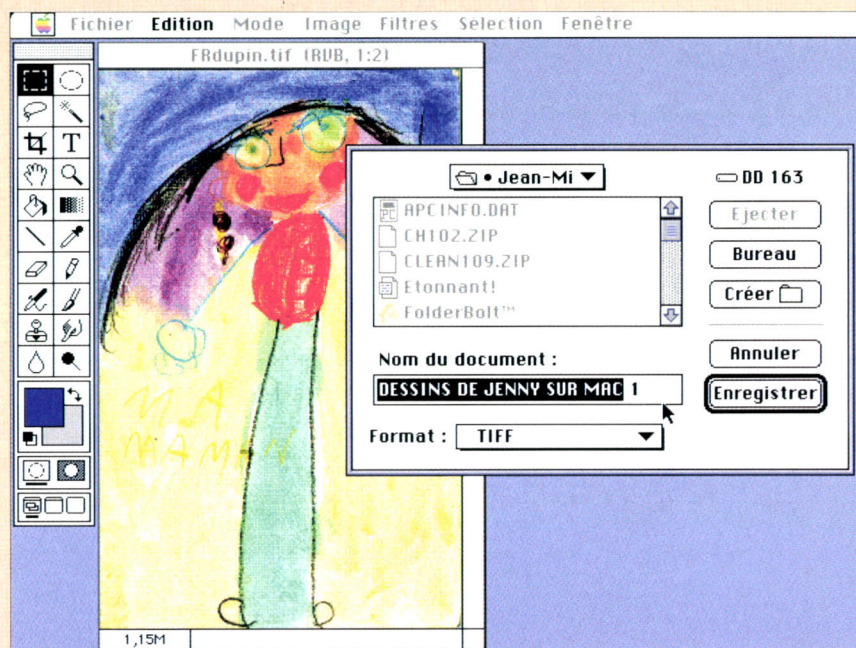 Fichier Edition Mode Image Filtres Sélection Fenêtre
FRdupin.tif (RVB, 1:2)
T
• Jean-Mi
DD 163
APCINFO.DAT
CH102.ZIP
CLEAN109.ZIP
Etonnant!
FolderBolt™
Ejecter
Bureau
Créer
Nom du document :
DESSINS DE JENNY SUR MAC 1
Annuler
Enregistrer
Format : TIFF
MA
MAMAN
1,15M